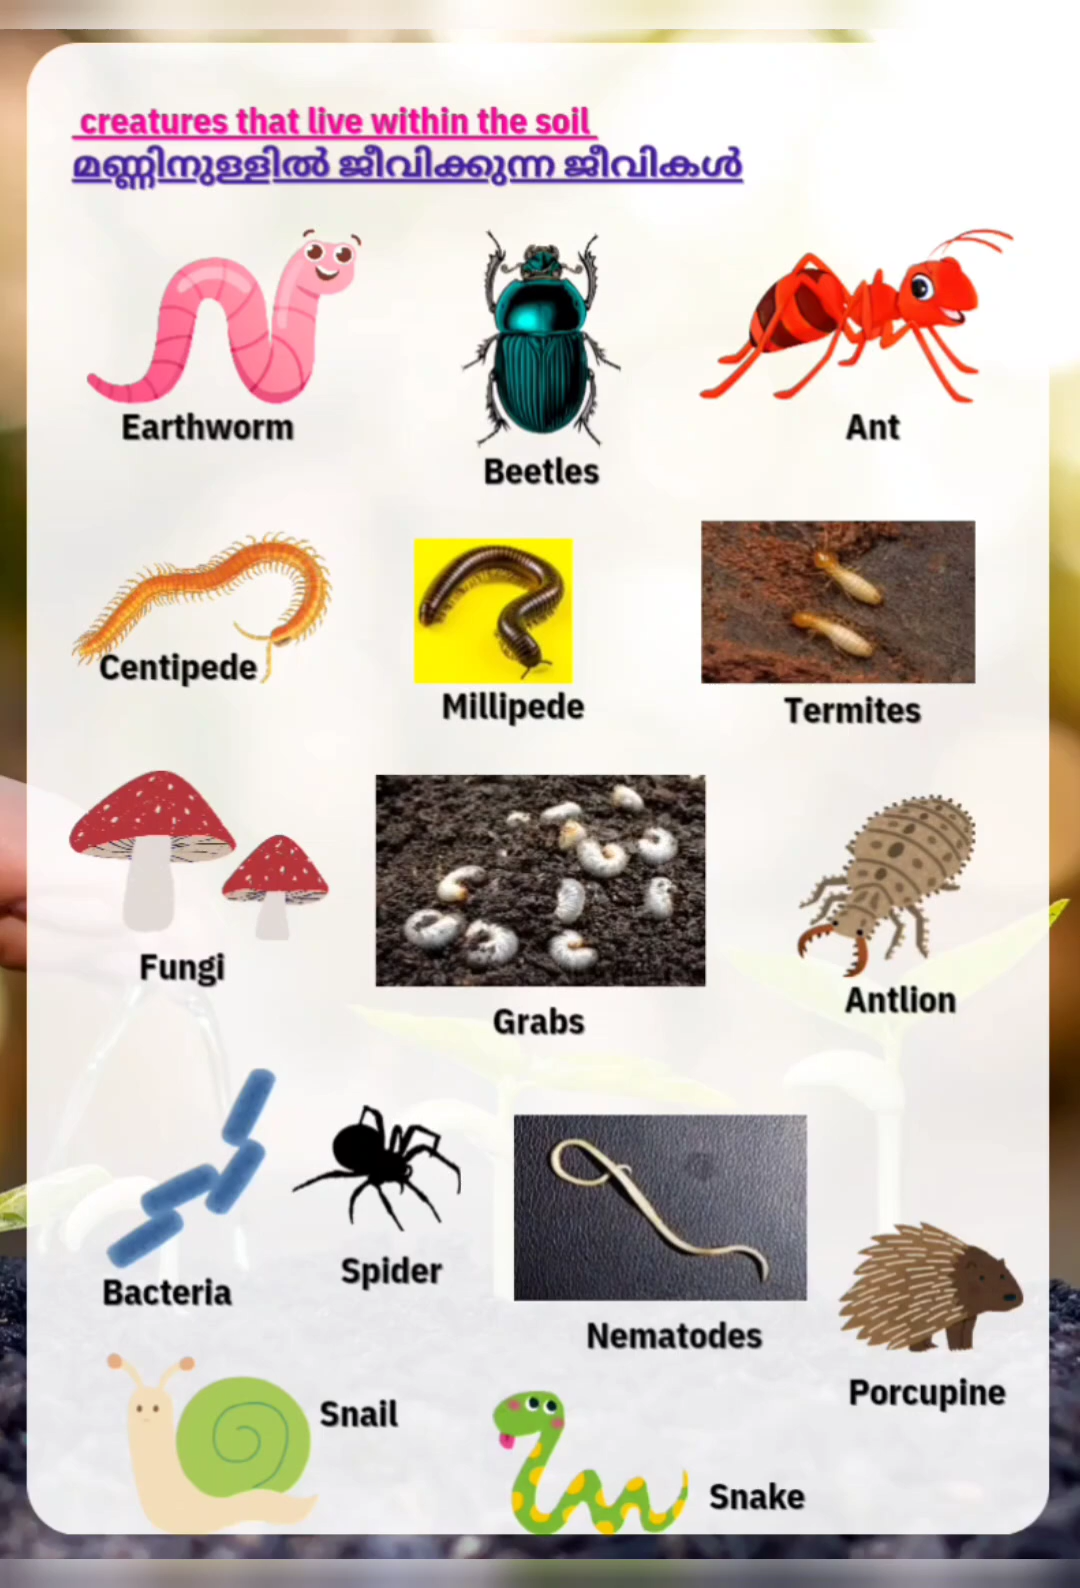 creatures that live within the soil
മണ്ണിനുള്ളിൽ ജീവിക്കുന്ന ജീവികൾ
Earthworm
Beetles
Ant
Centipede
Millipede
Termites
Fungi
Grabs
Antlion
Bacteria
Spider
Nematodes
Porcupine
Snail
Snake